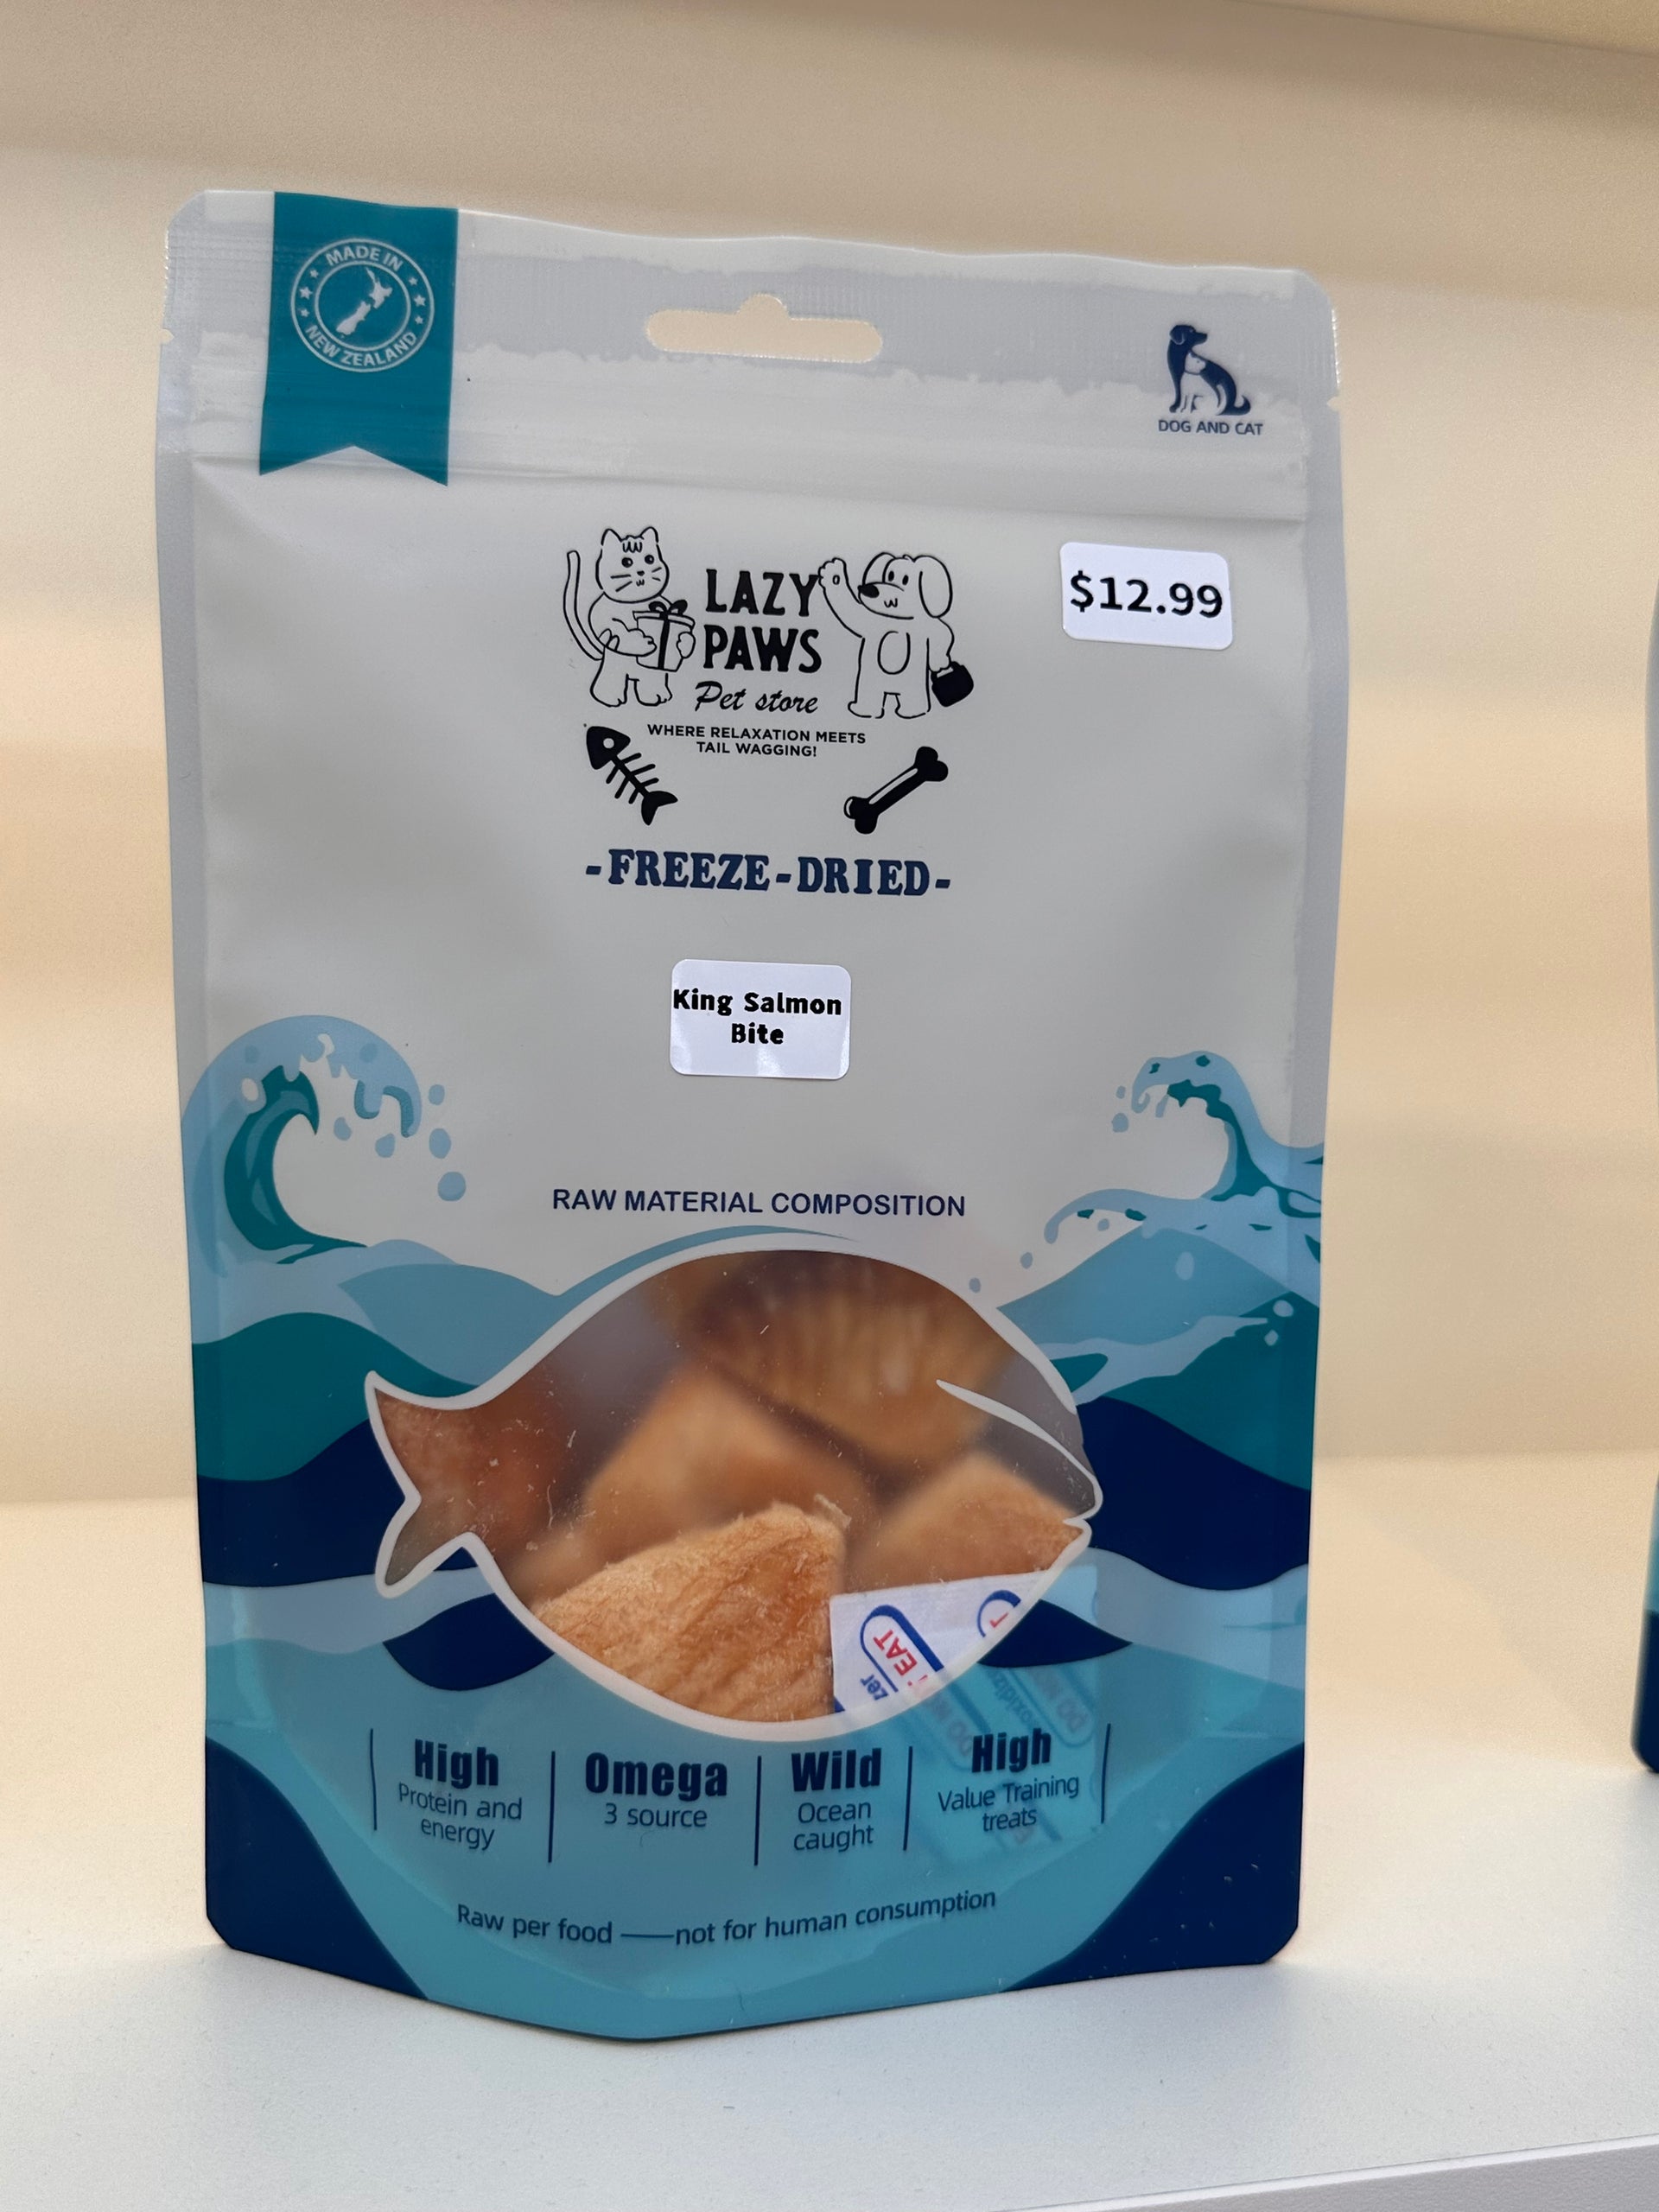 MADE IN
NEW ZEALAND
DOG AND CAT
LAZY
PAWS
Pet store
WHERE RELAXATION MEETS
TAIL WAGGING!
$12.99
-FREEZE-DRIED-
King Salmon
Bite
RAW MATERIAL COMPOSITION
EAT
High
Protein and
energy
Omega
3 source
Wild
Ocean
caught
High
Value Training
treats
Raw per food ——not for human consumption